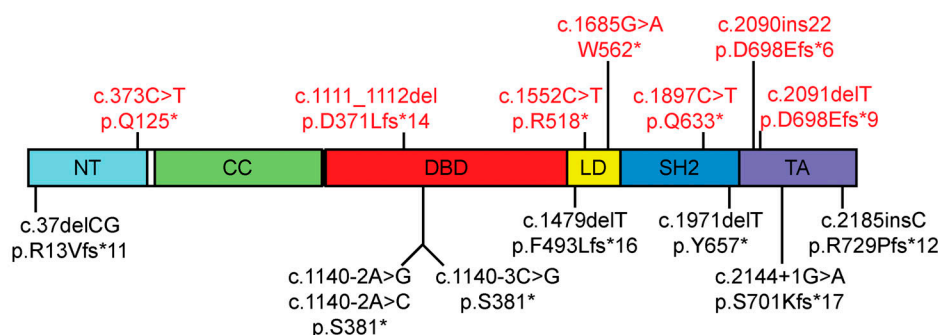 c.1685G>A
W562*
c.2090ins22
p.D698Efs*6
c.373C>T
p.Q125*
c.1111_1112del
p.D371Lfs*14
c.1552C>T
p.R518*
c.1897C>T
p.Q633*
c.2091delT
p.D698Efs*9
NT
CC
DBD
LD
SH2
TA
c.37delCG
p.R13Vfs*11
c.1140-2A>G
c.1140-2A>C
p.S381*
c.1140-3C>G
p.S381*
c.1479delT
p.F493Lfs*16
c.1971delT
p.Y657*
c.2144+1G>A
p.S701Kfs*17
c.2185insC
p.R729Pfs*12